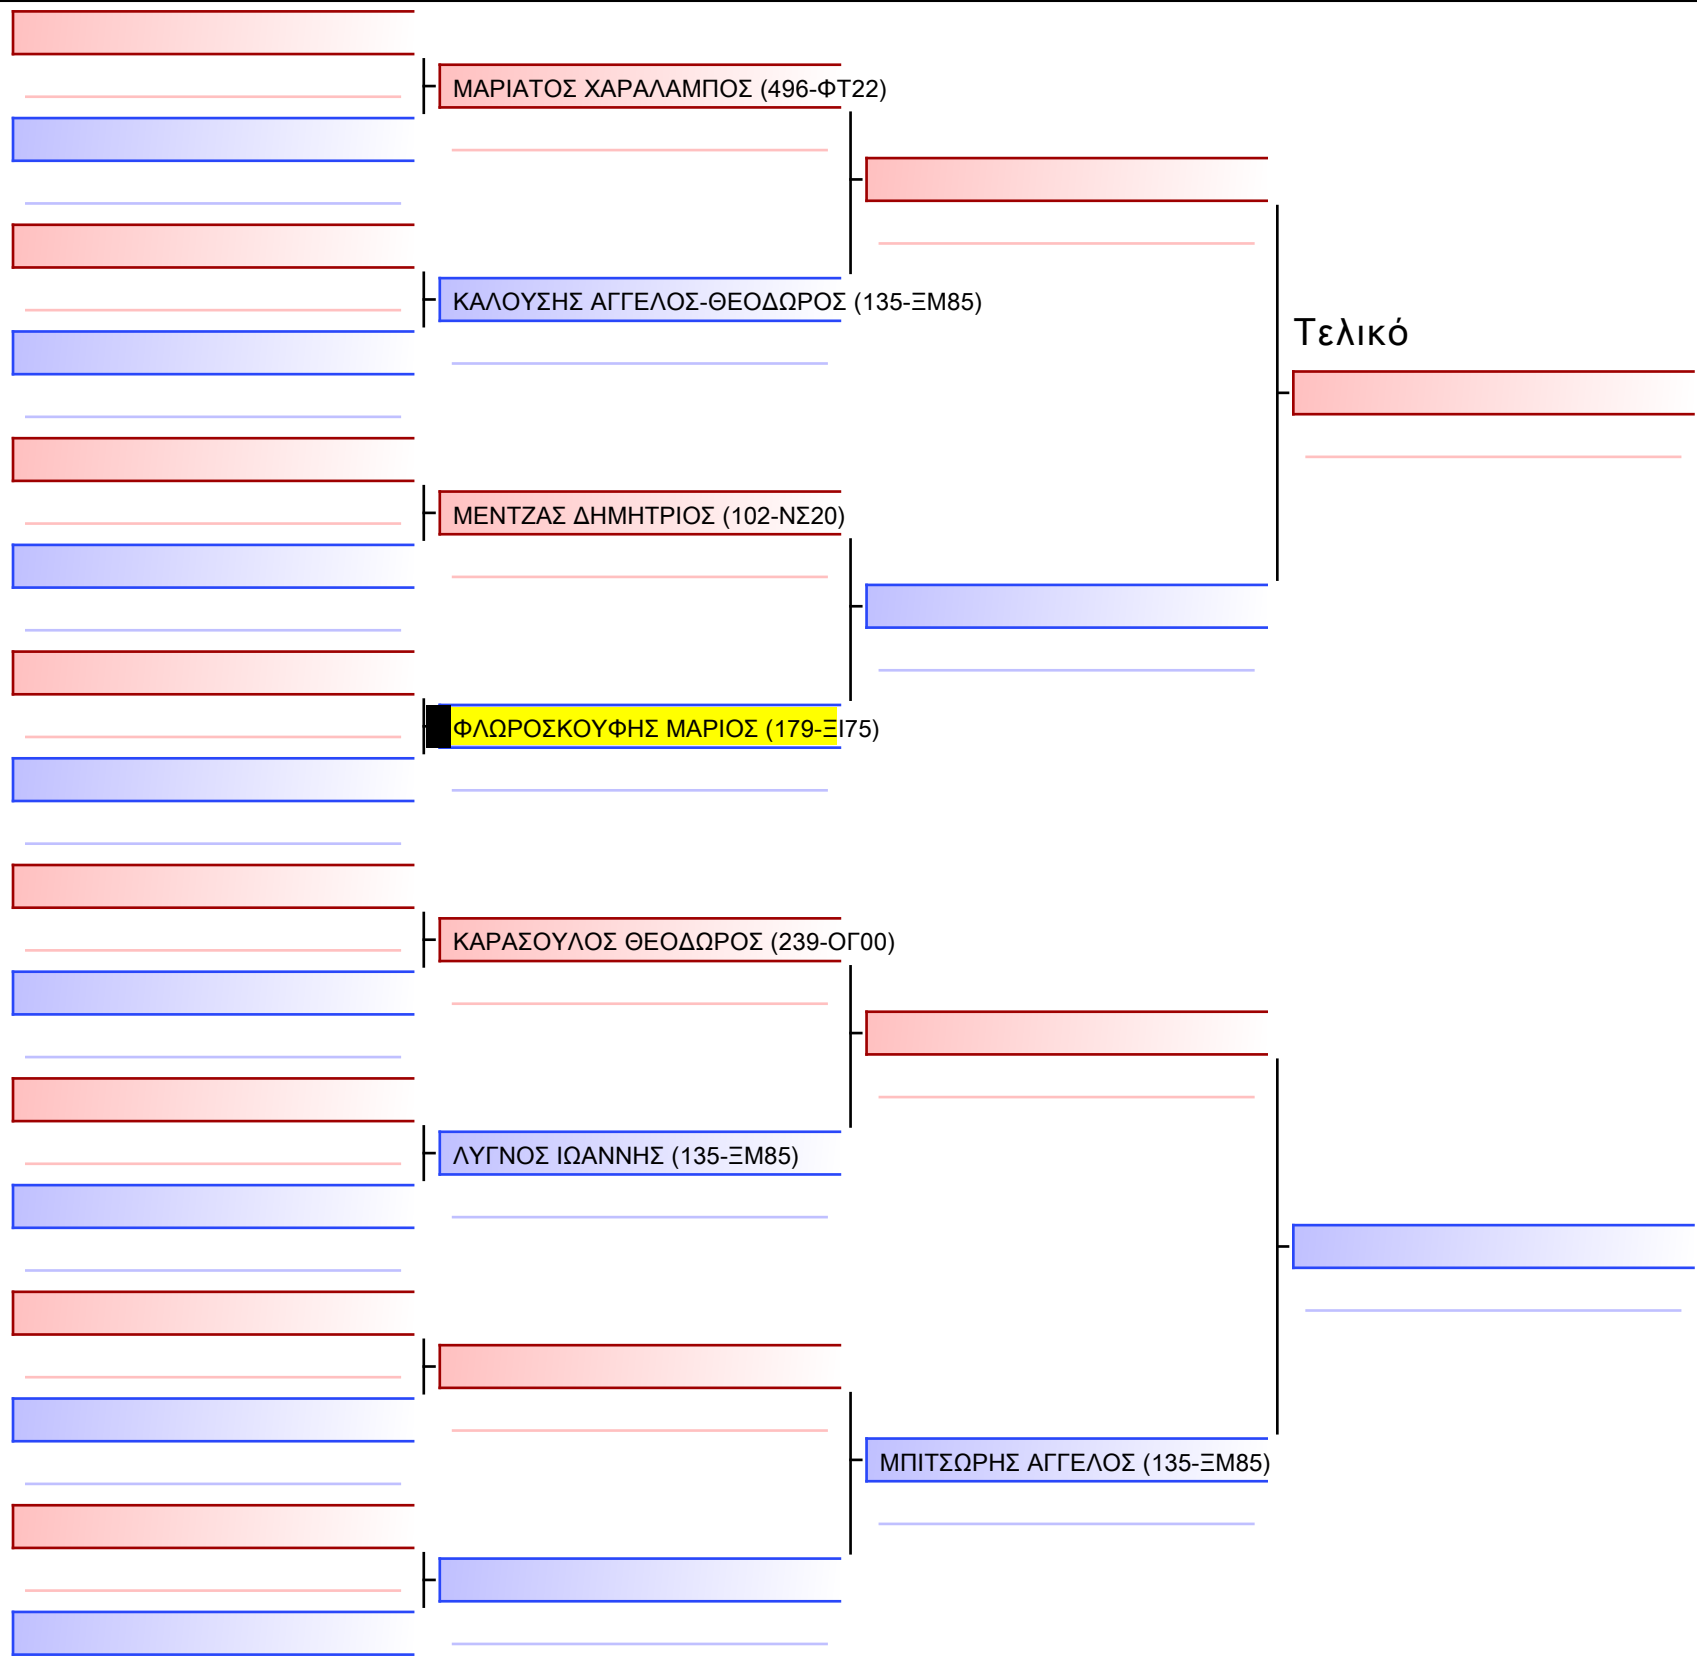 ΜΑΡΙΑΤΟΣ ΧΑΡΑΛΑΜΠΟΣ (496-ΦΤ22)
ΚΑΛΟΥΣΗΣ ΑΓΓΕΛΟΣ-ΘΕΟΔΩΡΟΣ (135-ΞΜ85)
Τελικό
ΜΕΝΤΖΑΣ ΔΗΜΗΤΡΙΟΣ (102-ΝΣ20)
ΦΛΩΡΟΣΚΟΥΦΗΣ ΜΑΡΙΟΣ (179-ΞΙ75)
ΚΑΡΑΣΟΥΛΟΣ ΘΕΟΔΩΡΟΣ (239-ΟΓ00)
ΛΥΓΝΟΣ ΙΩΑΝΝΗΣ (135-ΞΜ85)
ΜΠΙΤΣΩΡΗΣ ΑΓΓΕΛΟΣ (135-ΞΜ85)